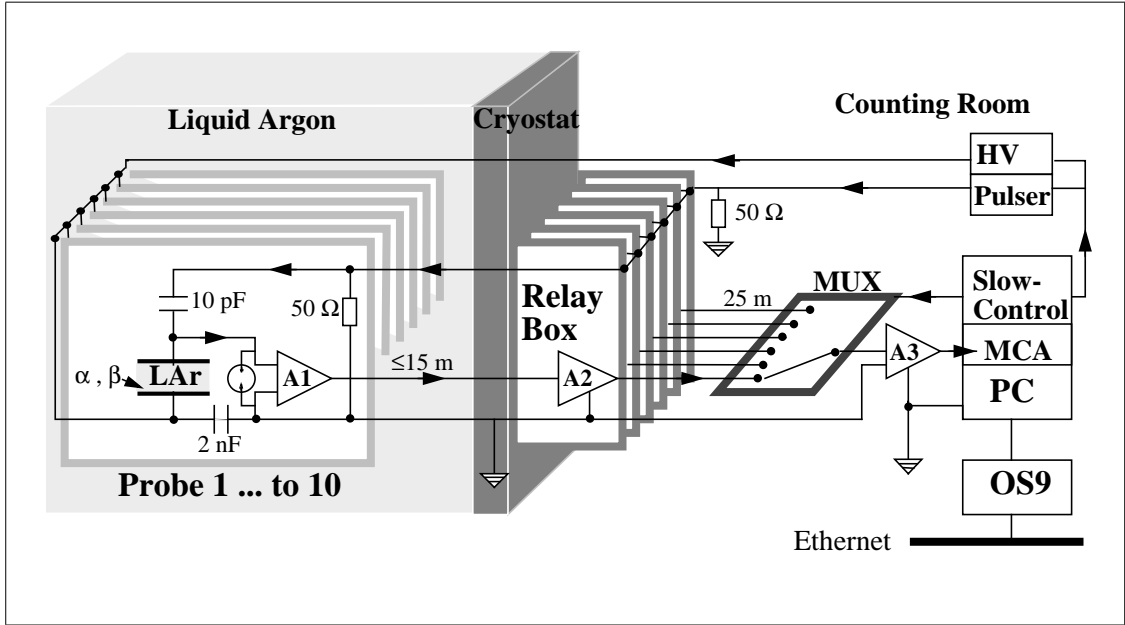 Counting Room
Liquid Argon
Cryostat
HV
Pulser
50 Ω
10 pF
50 Ω
Relay
Box
25 m
MUX
Slow-
Control
α , β
LAr
A1
≤15 m
A2
A3
MCA
PC
2 nF
Probe 1 ... to 10
OS9
Ethernet